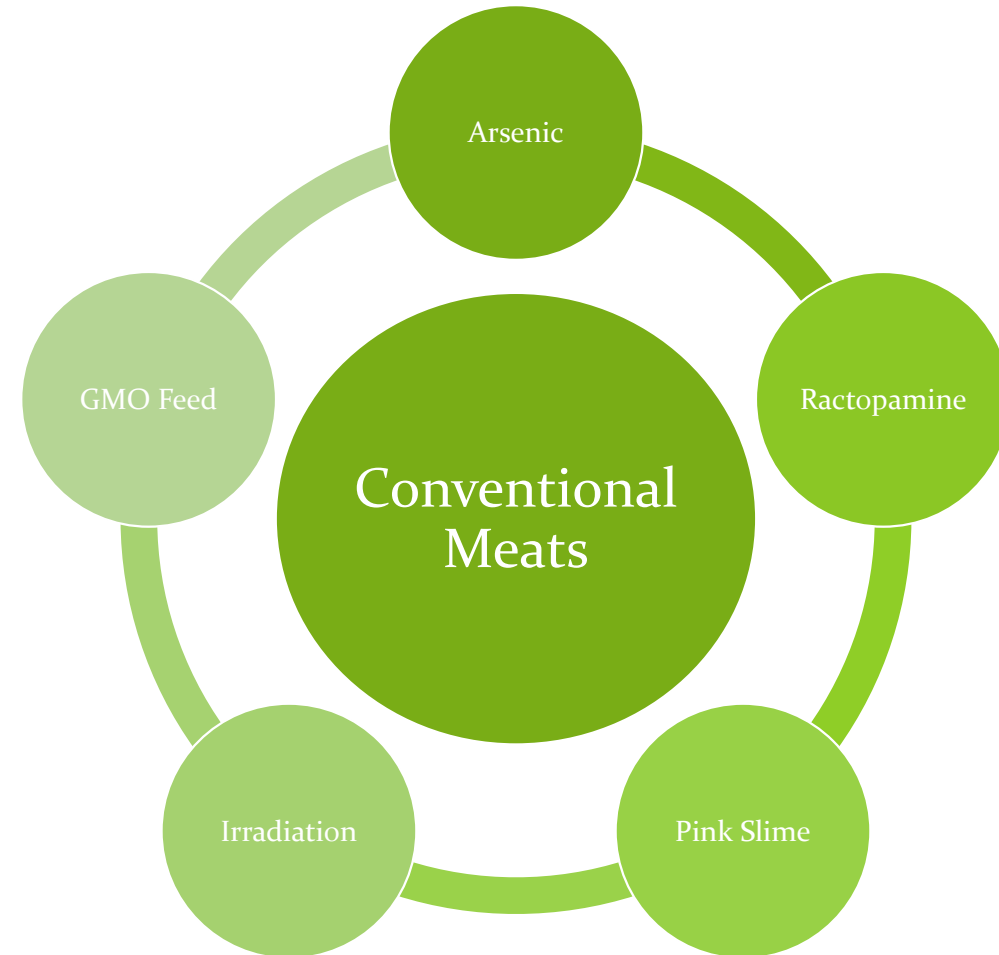 Arsenic
Ractopamine
Pink Slime
Irradiation
GMO Feed
Conventional
Meats